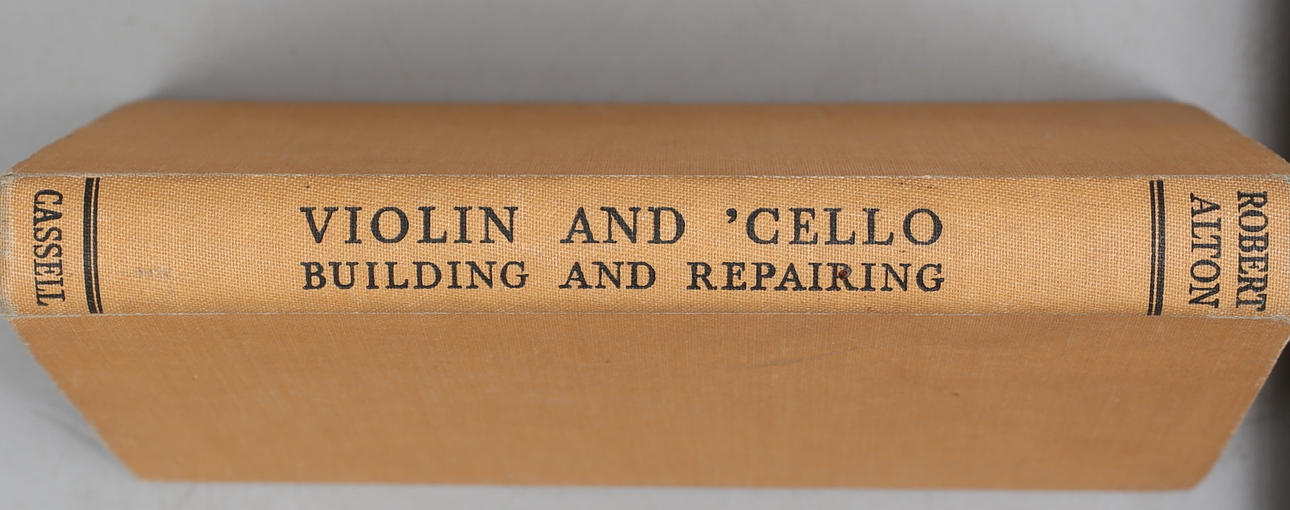 ROBERT
ALTON
VIOLIN AND ’CELLO
BUILDING AND REPAIRING
CASSELL